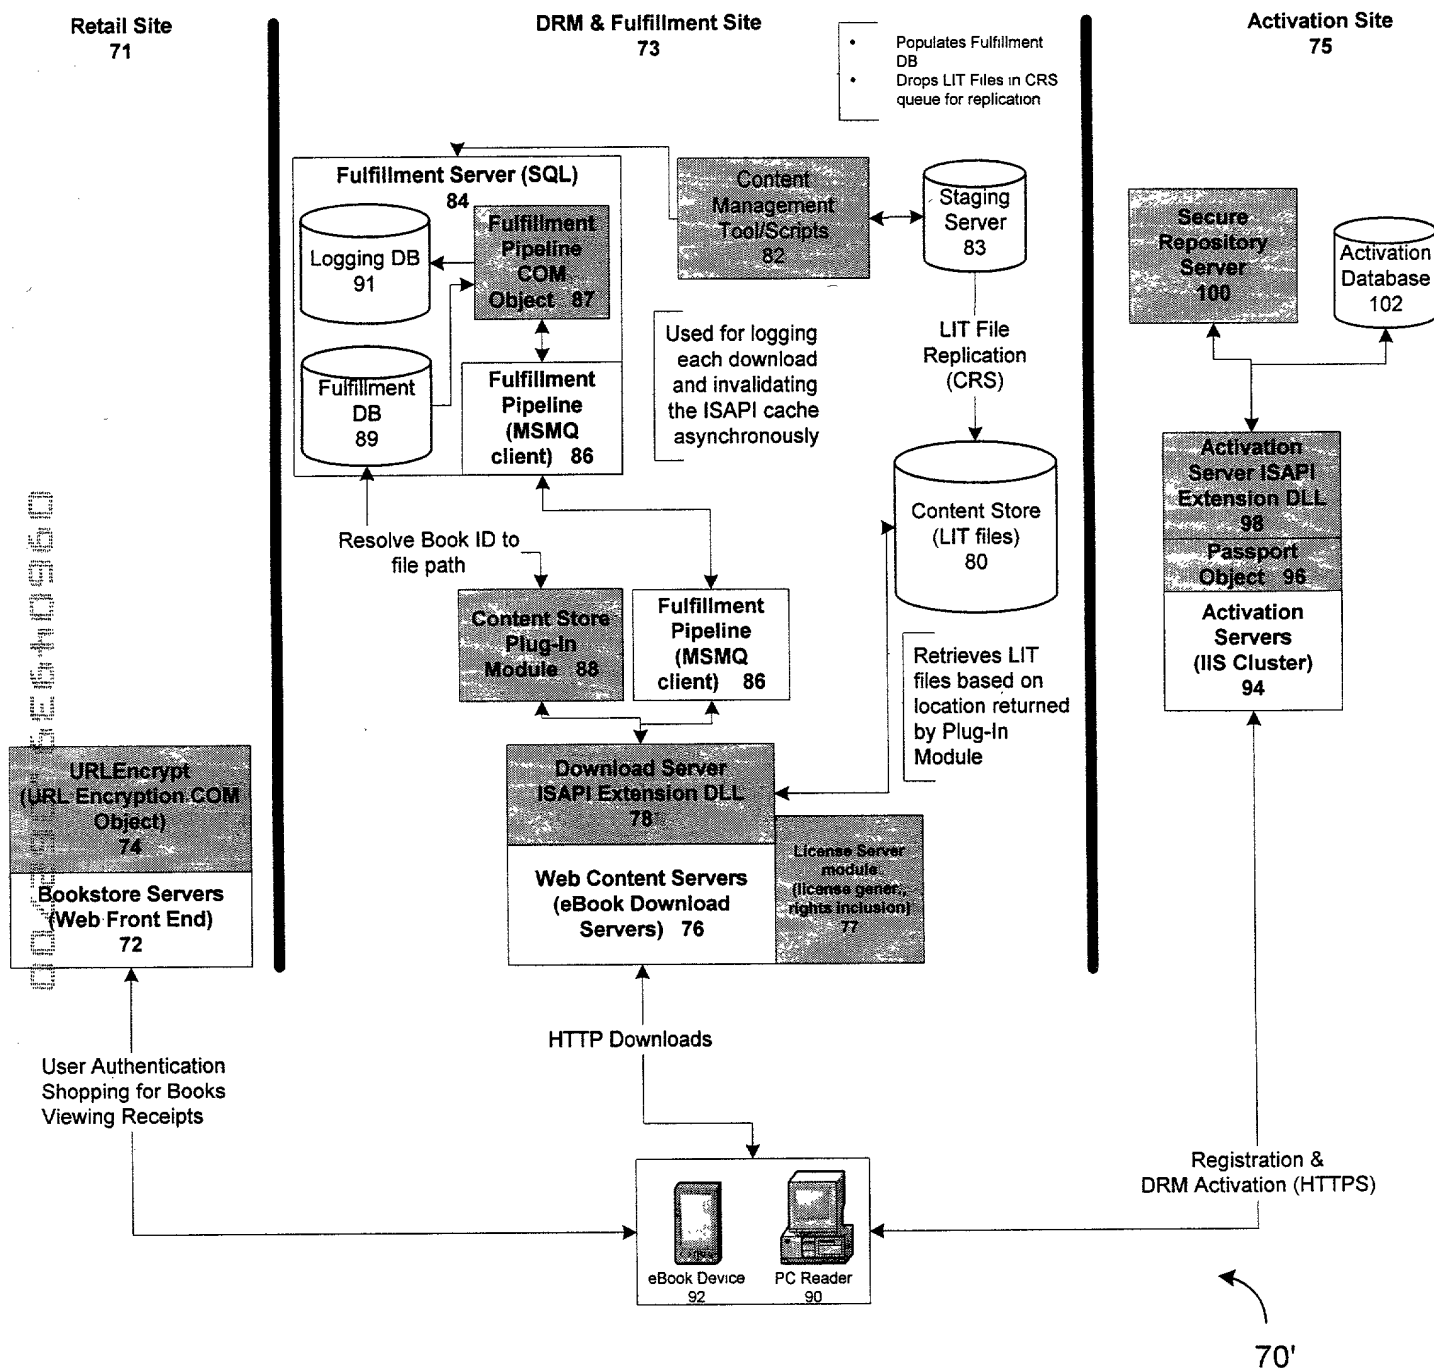 Retail Site
71
DRM & Fulfillment Site
73
Activation Site
75
• Populates Fulfillment
DB
• Drops LIT Files in CRS
queue for replication
Fulfillment Server (SQL)
84
Logging DB
91
Fulfillment
Pipeline
COM
Object 87
Fulfillment
DB
89
Fulfillment
Pipeline
(MSMQ
client) 86
Content
Management
Tool/Scripts
82
Staging
Server
83
Used for logging
each download
and invalidating
the ISAPI cache
asynchronously
LIT File
Replication
(CRS)
Content Store
(LIT files)
80
Secure
Repository
Server
100
Activation
Database
102
Activation
Server ISAPI
Extension DLL
98
Passport
Object 96
Activation
Servers
(IIS Cluster)
94
Resolve Book ID to
file path
Content Store
Plug-In
Module 88
Fulfillment
Pipeline
(MSMQ
client) 86
Retrieves LIT
files based on
location returned
by Plug-In
Module
URLEncrypt
(URL Encryption COM
Object)
74
Bookstore Servers
(Web Front End)
72
Download Server
ISAPI Extension DLL
78
Web Content Servers
(eBook Download
Servers) 76
License Server
module
(license gener.,
rights inclusion)
77
HTTP Downloads
User Authentication
Shopping for Books
Viewing Receipts
Registration &
DRM Activation (HTTPS)
eBook Device
92
PC Reader
90
70'